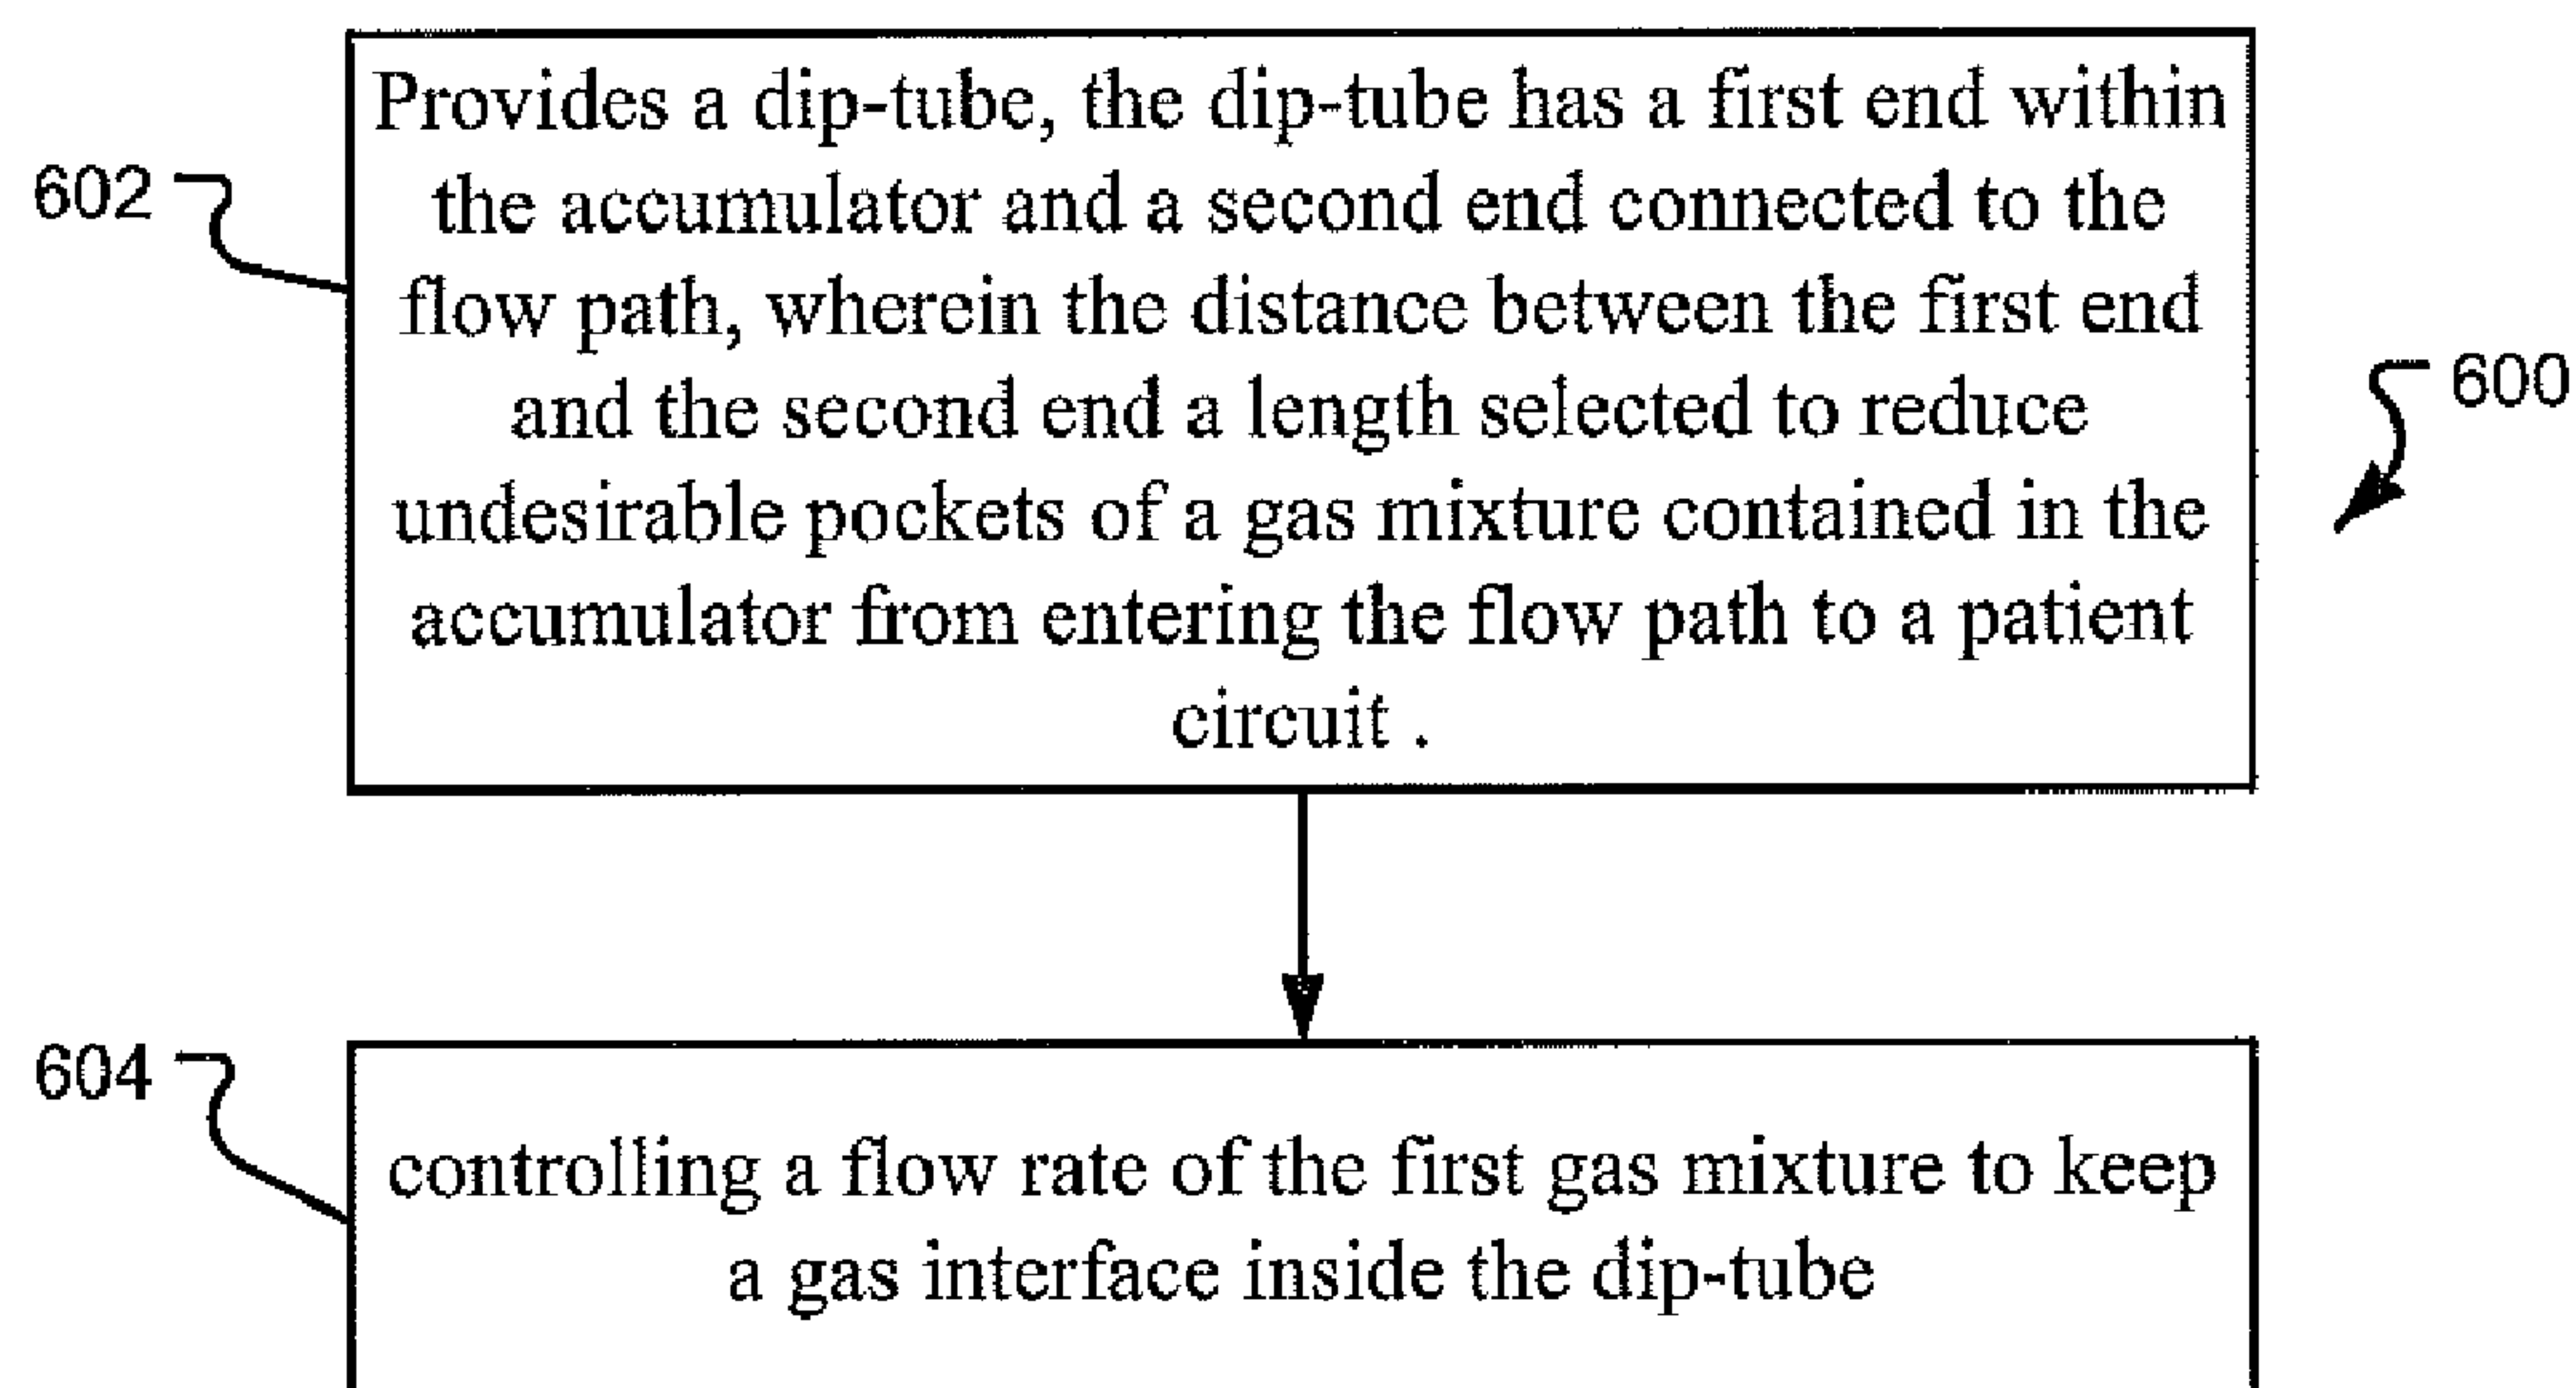 Provides a dip-tube, the dip-tube has a first end within
602
the accumulator and a second end connected to the
flow path, wherein the distance between the first end
600
and the second end a length selected to reduce
undesirable pockets of a gas mixture contained in the
accumulator from entering the flow path to a patient
circuit .
604
controlling a flow rate of the first gas mixture to keep
a gas interface inside the dip-tube